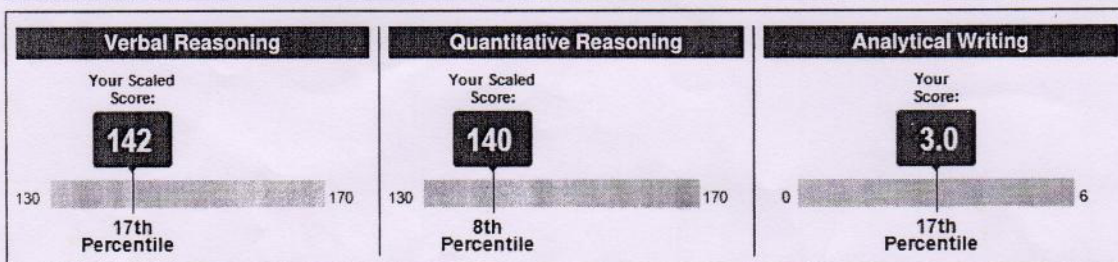 Verbal Reasoning
Your Scaled
Score:
142
130
170
17th
Percentile
Quantitative Reasoning
Your Scaled
Score:
140
130
170
8th
Percentile
Analytical Writing
Your
Score:
3.0
0
6
17th
Percentile